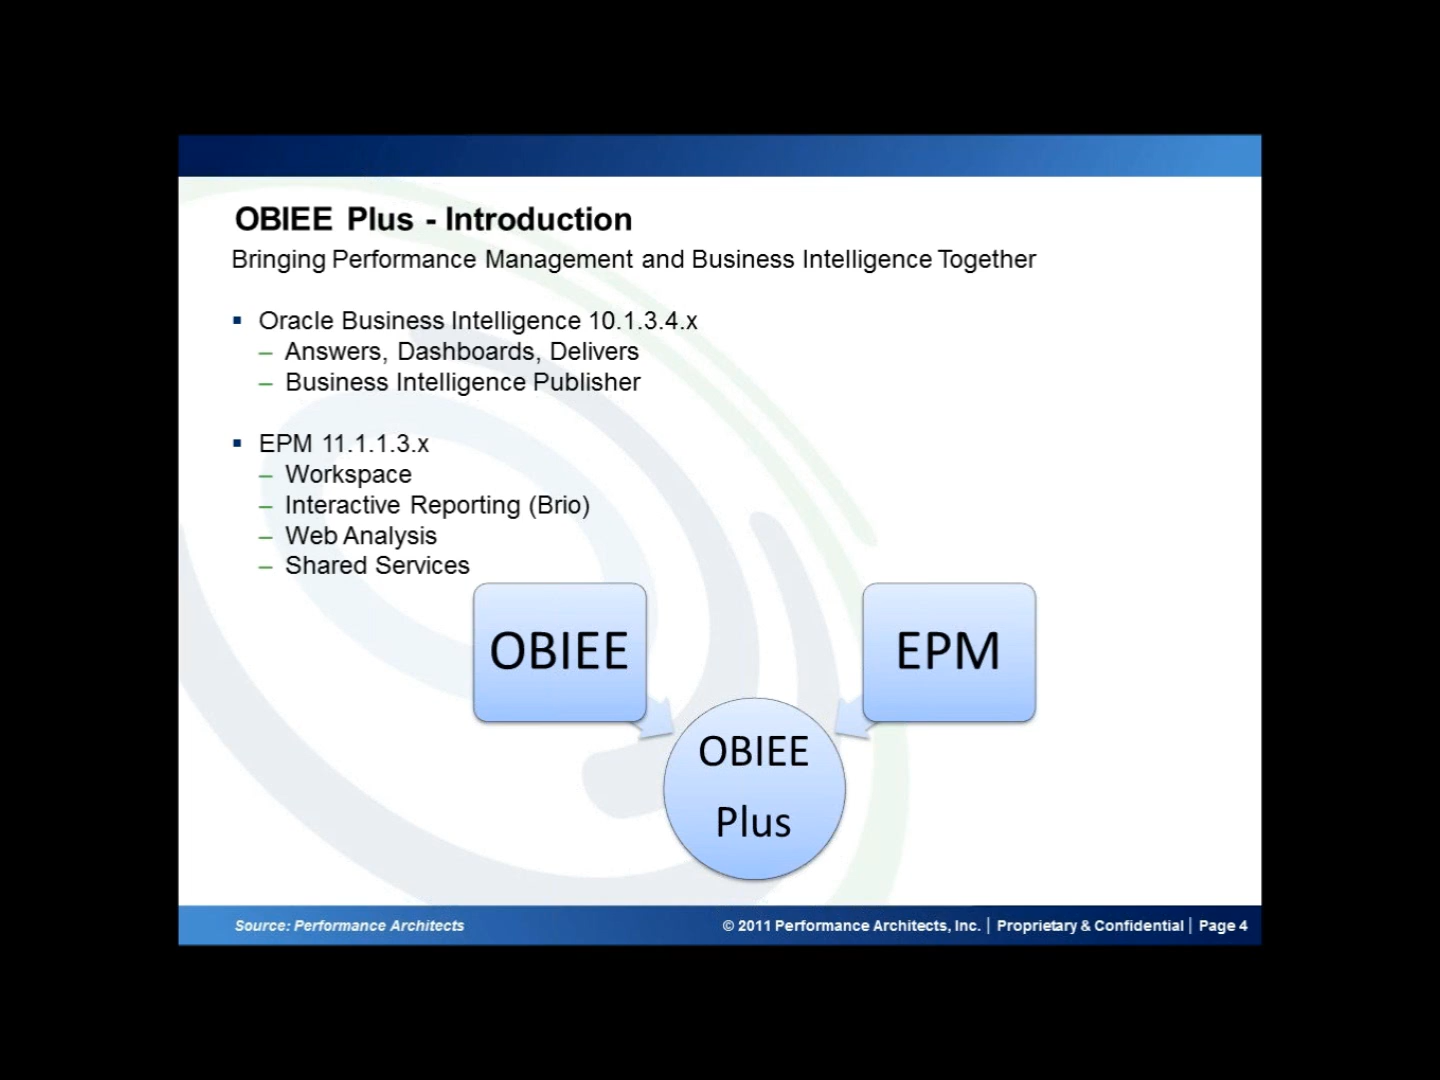 OBIEE Plus - Introduction
Bringing Performance Management and Business Intelligence Together
▪ Oracle Business Intelligence 10.1.3.4.x
– Answers, Dashboards, Delivers
– Business Intelligence Publisher
▪ EPM 11.1.1.3.x
– Workspace
– Interactive Reporting (Brio)
– Web Analysis
– Shared Services
OBIEE
EPM
OBIEE
Plus
Source: Performance Architects
© 2011 Performance Architects, Inc. | Proprietary & Confidential | Page 4